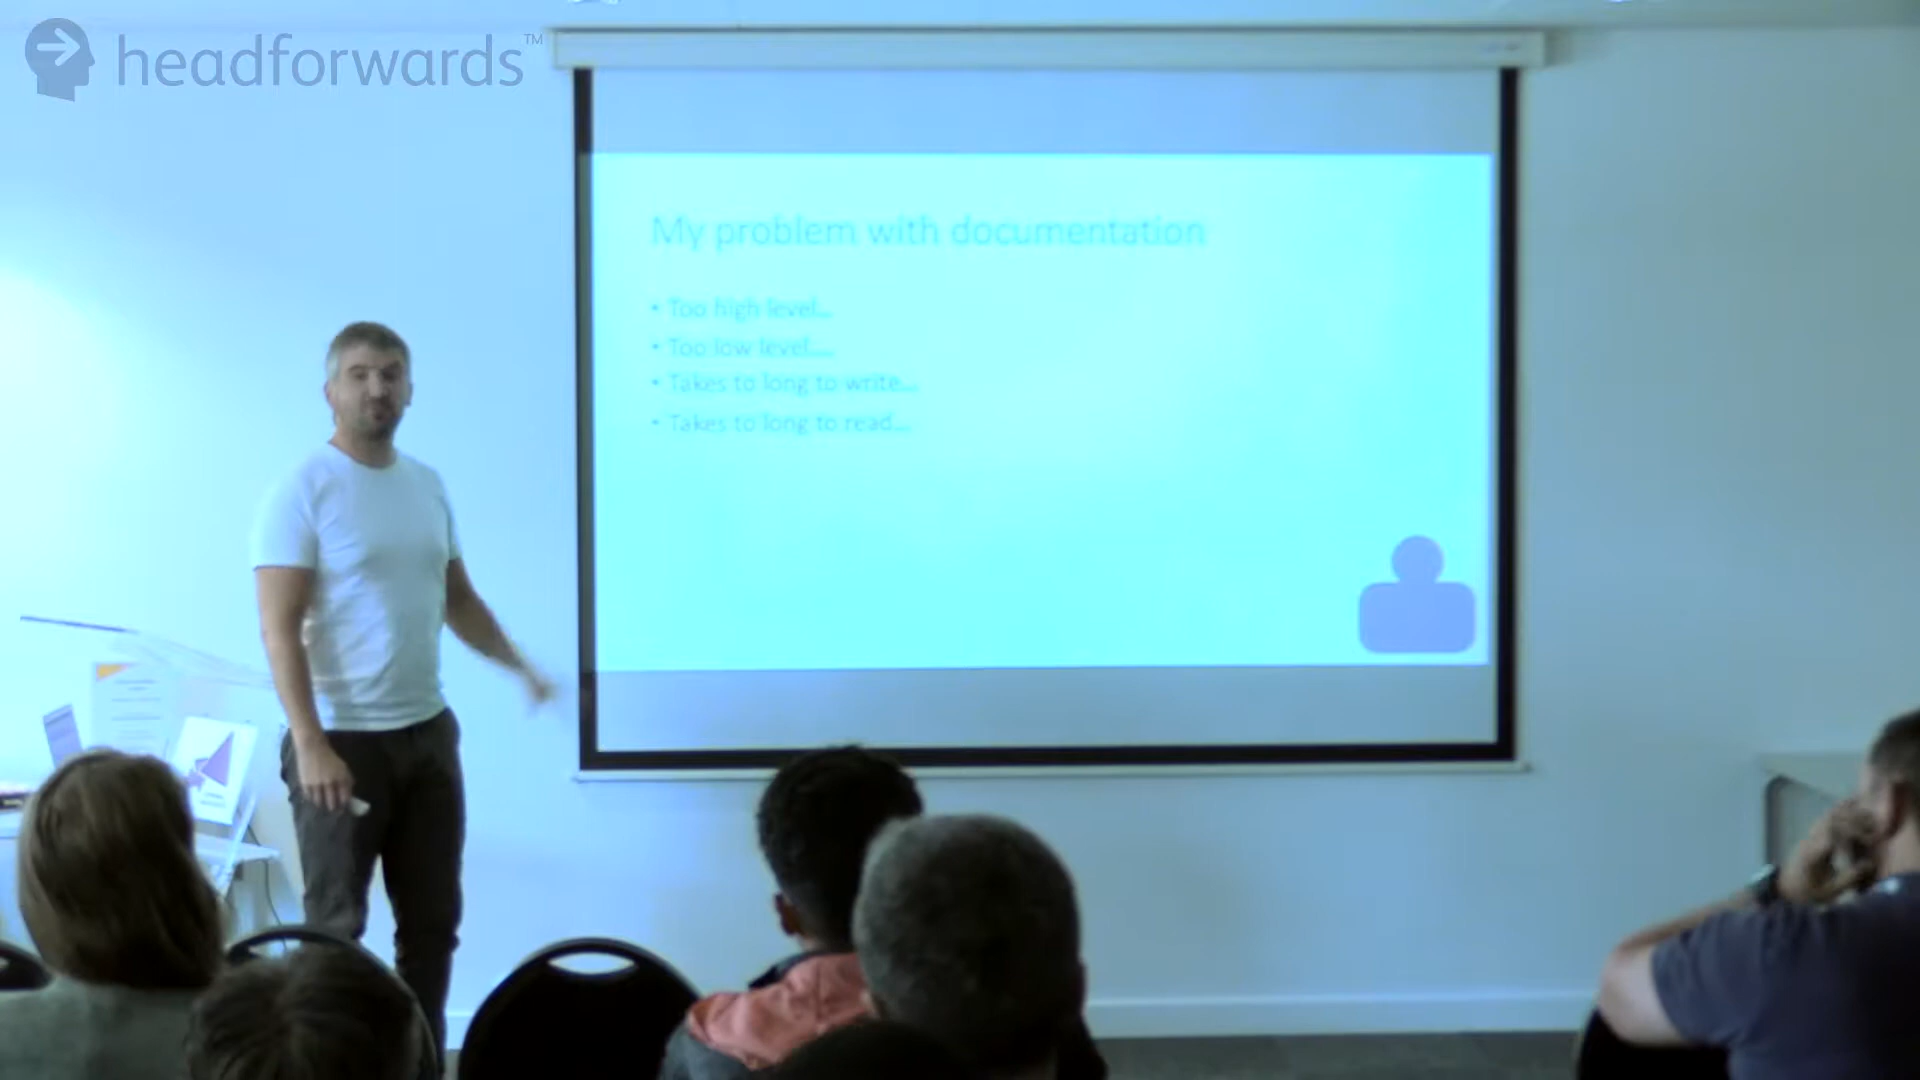 headforwards™
My problem with documentation
• Too high level...
• Too low level....
• Takes to long to write...
• Takes to long to read...